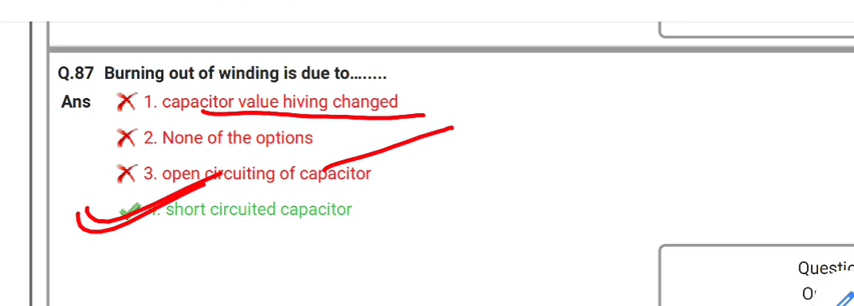 Q.87 Burning out of winding is due to........
Ans 1. capacitor value hiving changed
2. None of the options
3. open circuiting of capacitor
short circuited capacitor
Questic